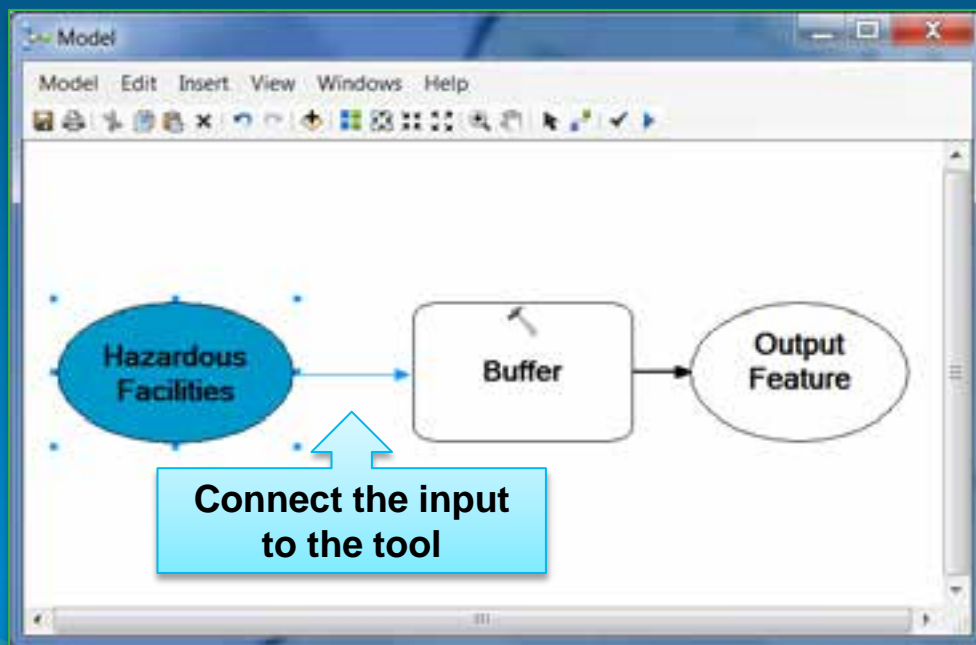 Model
Model Edit Insert View Windows Help
Hazardous
Facilities
Buffer
Output
Feature
Connect the input
to the tool